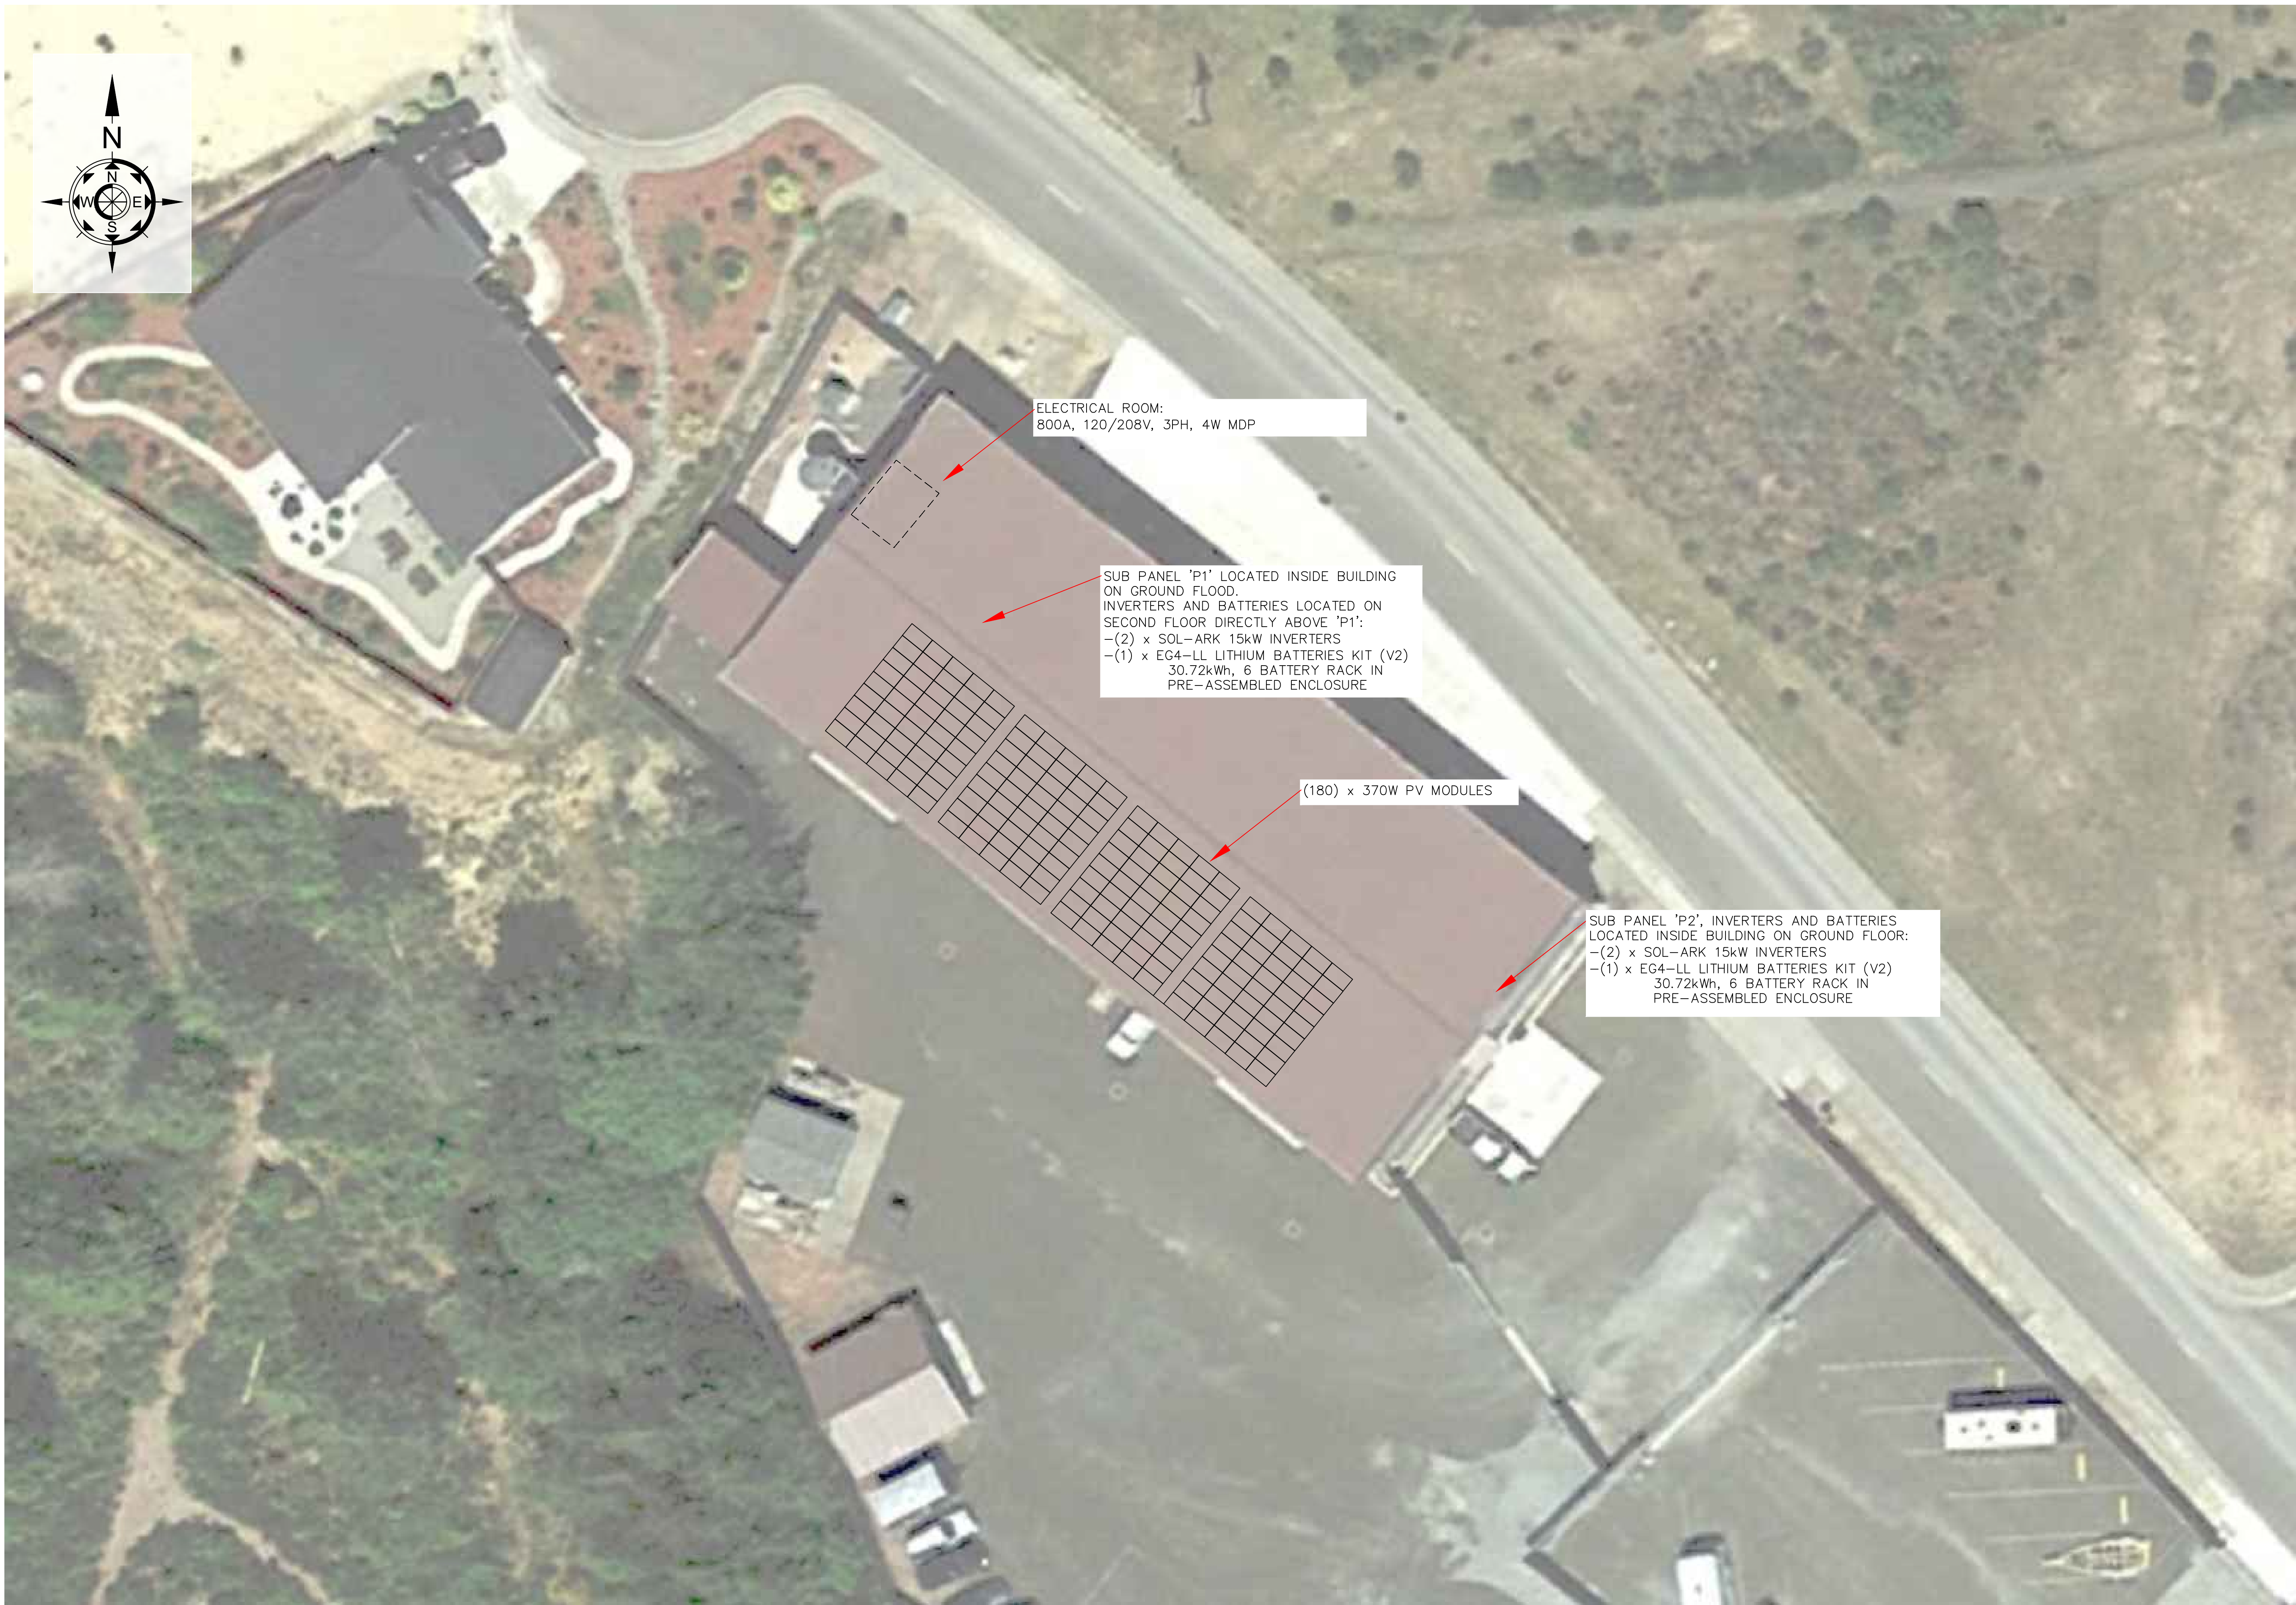 N
N
W
E
S
ELECTRICAL ROOM:
800A, 120/208V, 3PH, 4W MDP
SUB PANEL 'P1' LOCATED INSIDE BUILDING
ON GROUND FLOOD.
INVERTERS AND BATTERIES LOCATED ON
SECOND FLOOR DIRECTLY ABOVE 'P1':
-(2) x SOL-ARK 15kW INVERTERS
-(1) x EG4-LL LITHIUM BATTERIES KIT (V2)
30.72kWh, 6 BATTERY RACK IN
PRE-ASSEMBLED ENCLOSURE
(180) x 370W PV MODULES
SUB PANEL 'P2', INVERTERS AND BATTERIES
LOCATED INSIDE BUILDING ON GROUND FLOOR:
-(2) x SOL-ARK 15kW INVERTERS
-(1) x EG4-LL LITHIUM BATTERIES KIT (V2)
30.72kWh, 6 BATTERY RACK IN
PRE-ASSEMBLED ENCLOSURE